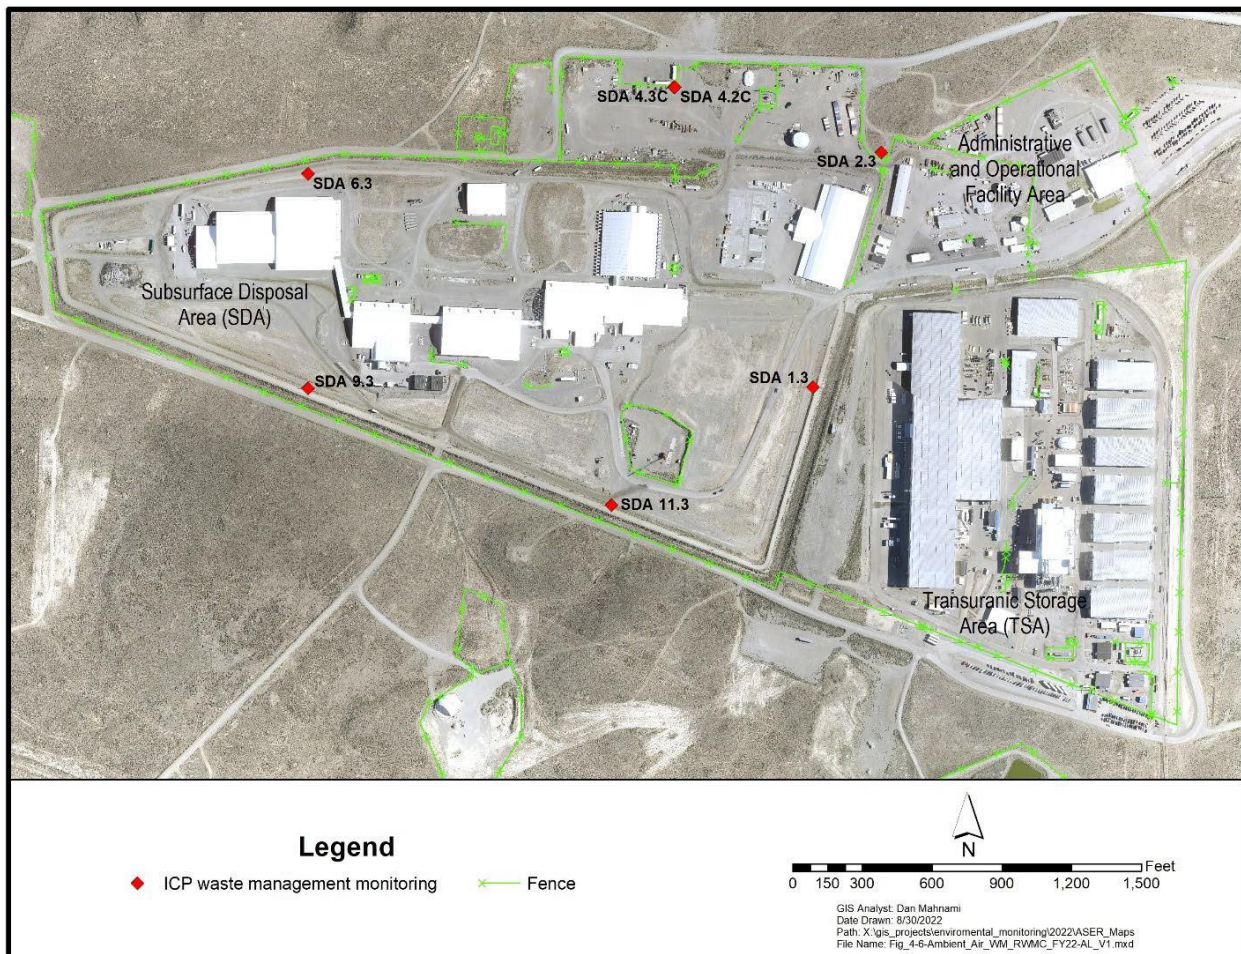 SDA 4.3C SDA 4.2C
SDA 2.3
Administrative
and Operational
Facility Area
SDA 6.3
Subsurface Disposal
Area (SDA)
SDA 9.3
SDA 1.3
SDA 11.3
Transuranic Storage
Area (TSA)
Legend
ICP waste management monitoring
Fence
N
Feet
0 150 300 600 900 1,200 1,500
GIS Analyst: Dan Mahnami
Date Drawn: 8/30/2022
Path: X:\gis_projects\enviromental_monitoring\2022\ASER_Maps
File Name: Fig_4-6-Ambient_Air_WM_RWMC_FY22-AL_V1.mxd